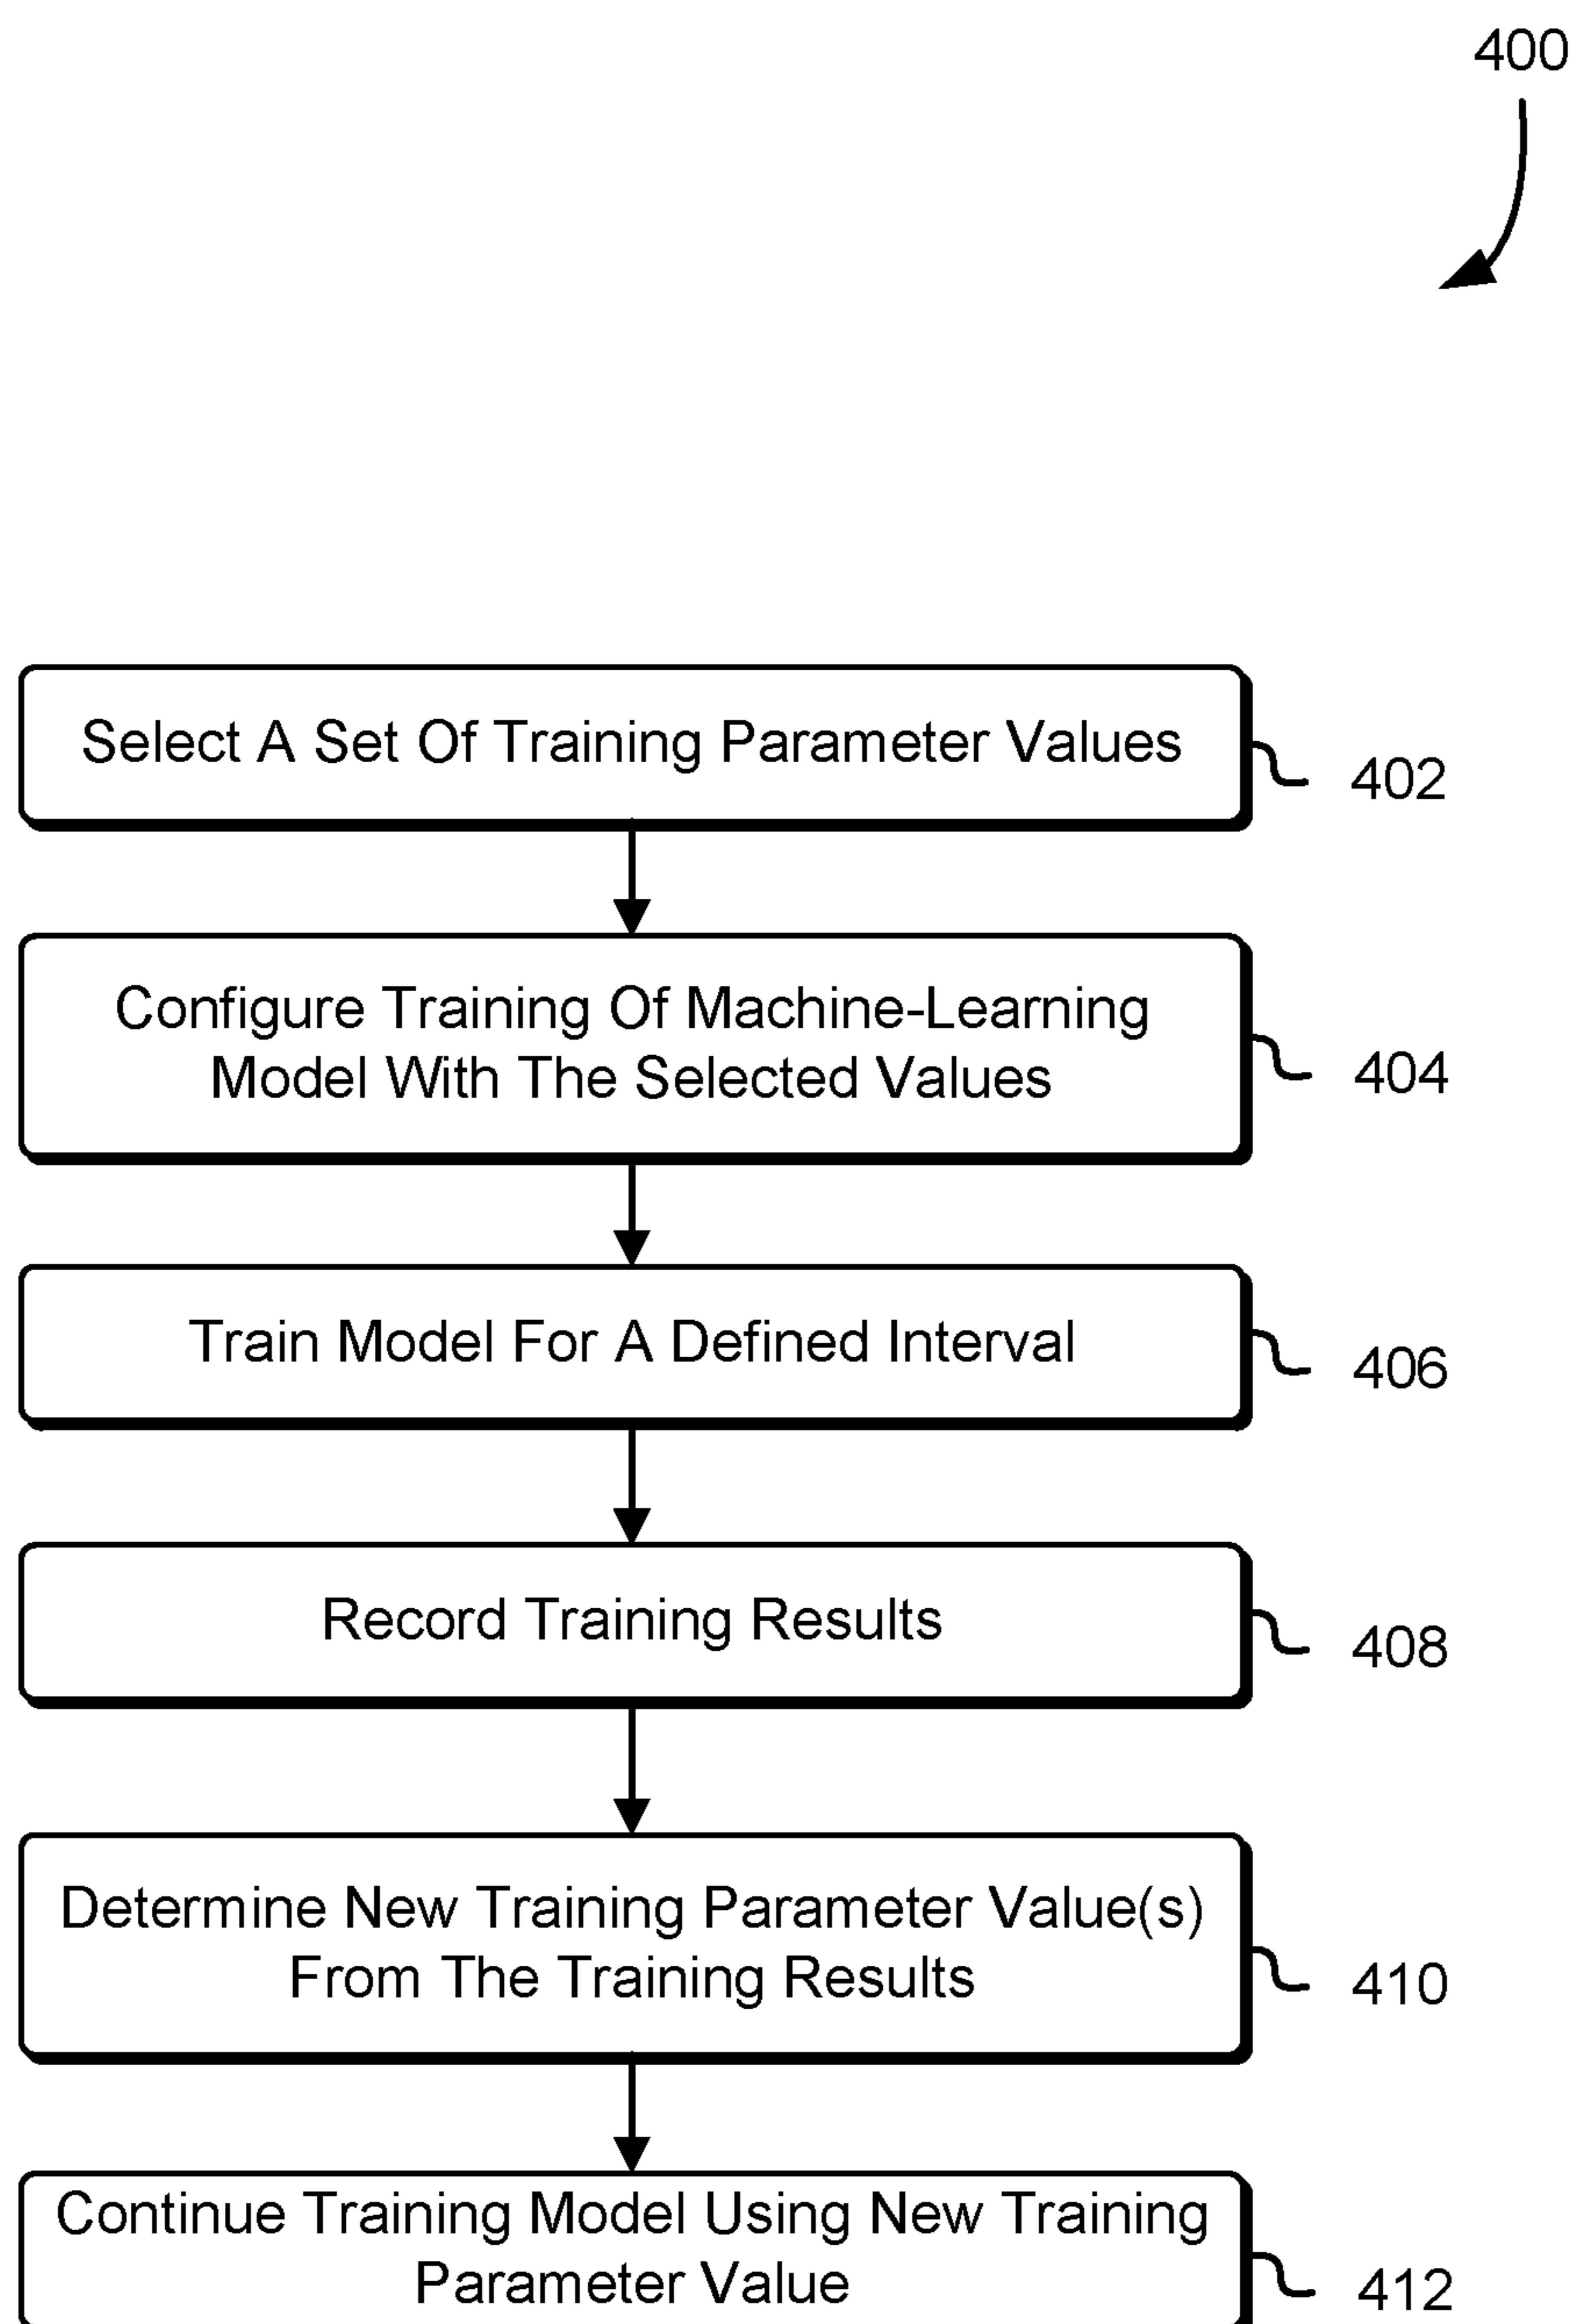 400
Select A Set Of Training Parameter Values
402
Configure Training Of Machine-Learning
Model With The Selected Values
404
Train Model For A Defined Interval
406
Record Training Results
408
Determine New Training Parameter Value(s)
From The Training Results
410
Continue Training Model Using New Training
Parameter Value
412